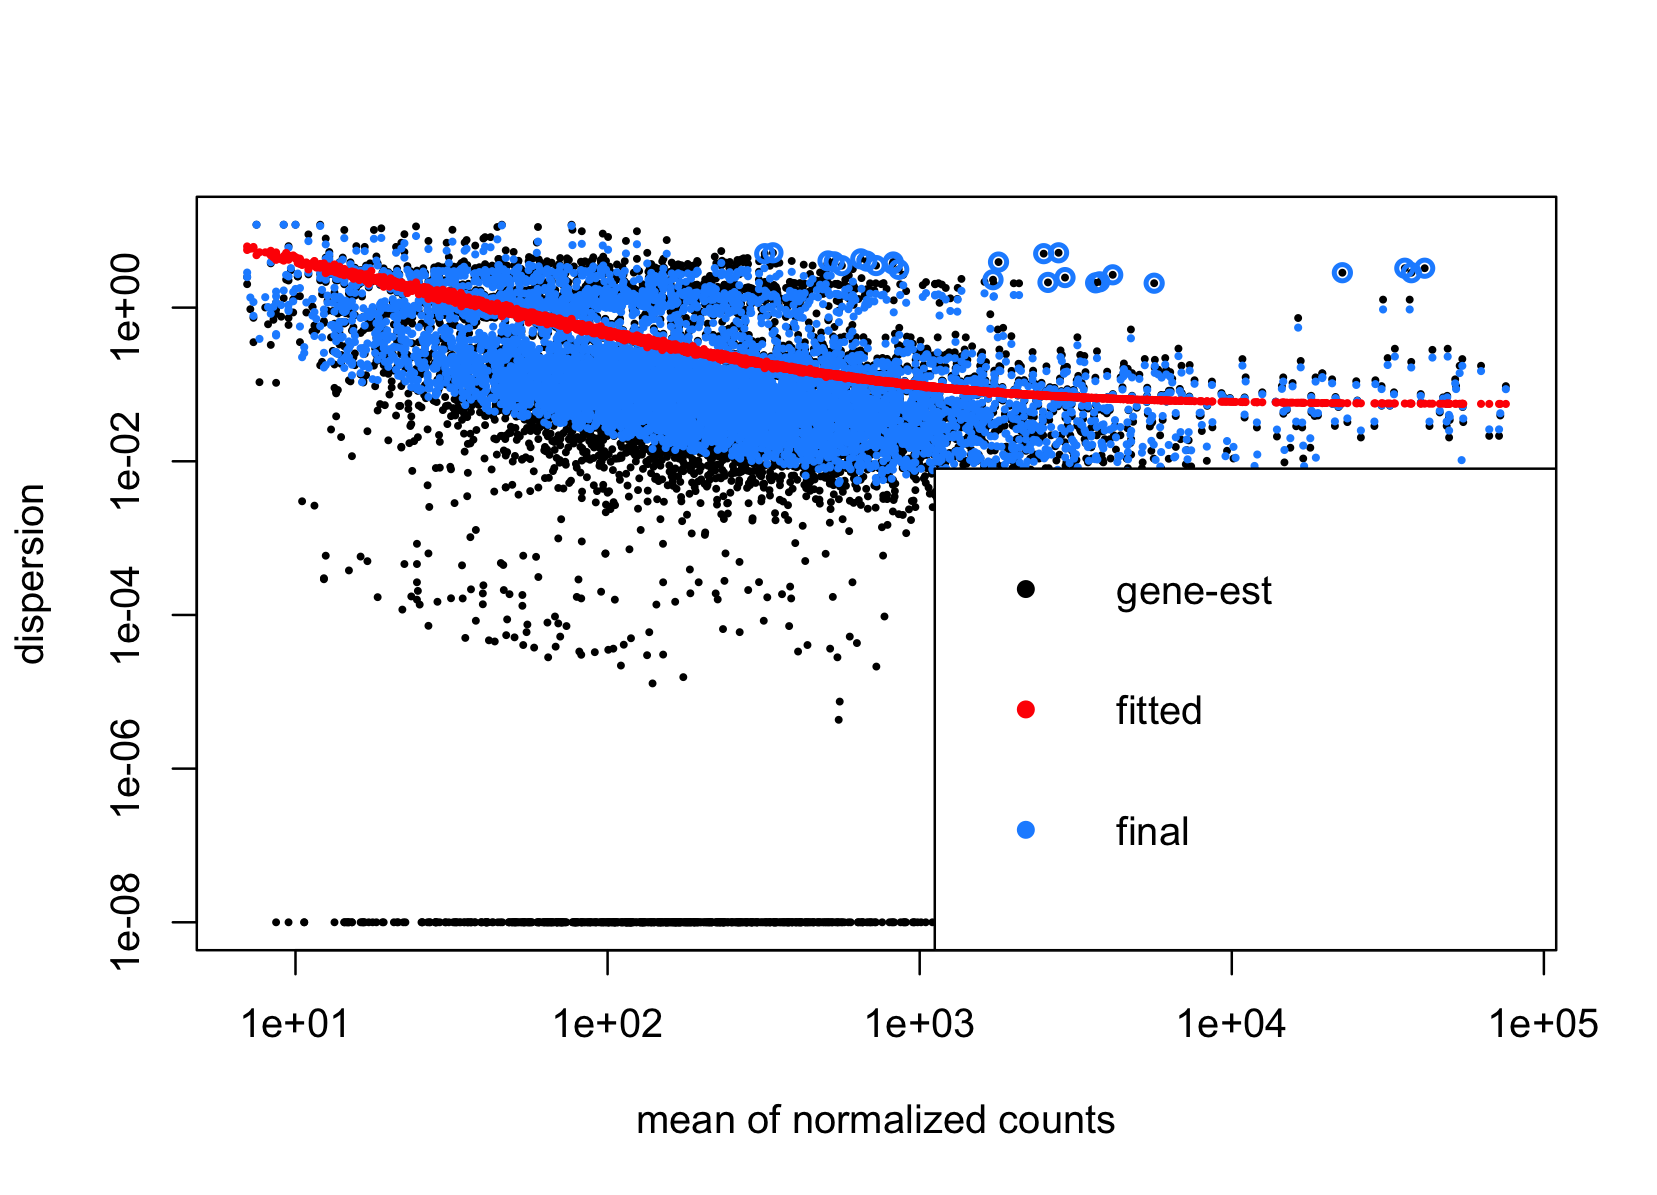 1e+00
1e-02
1e-04
1e-06
1e-08
dispersion
gene-est
fitted
final
1e+01 1e+02 1e+03 1e+04 1e+05
mean of normalized counts